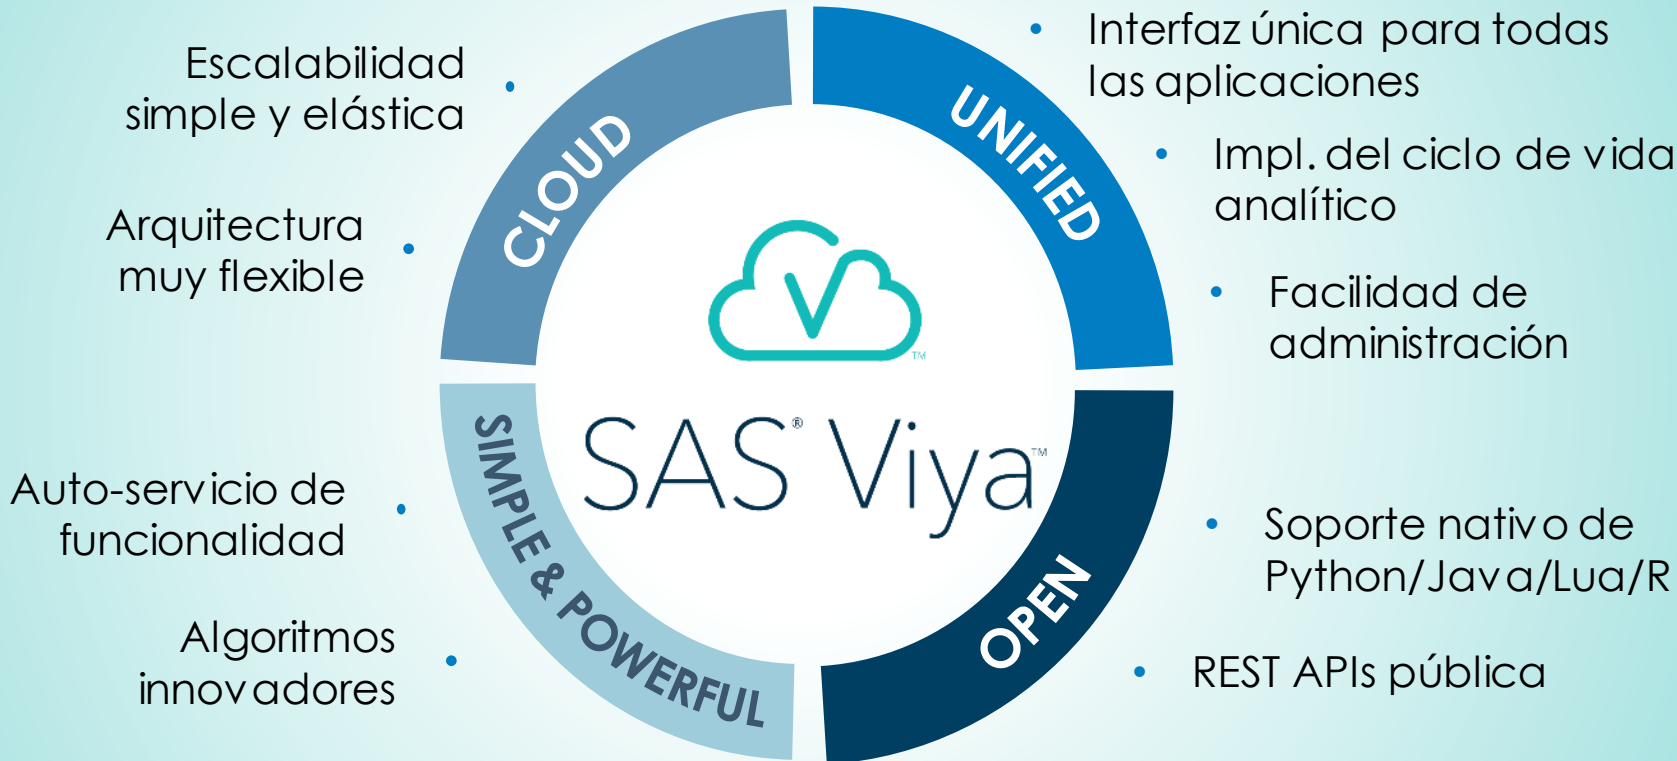 Escalabilidad
simple y elástica
Arquitectura
muy flexible
CLOUD
UNIFIED
Interfaz única para todas
las aplicaciones
Impl. del ciclo de vida
analítico
Facilidad de
administración
™
SAS® Viya™
Auto-servicio de
funcionalidad
Algoritmos
innovadores
SIMPLE & POWERFUL
OPEN
Soporte nativo de
Python/Java/Lua/R
REST APIs pública